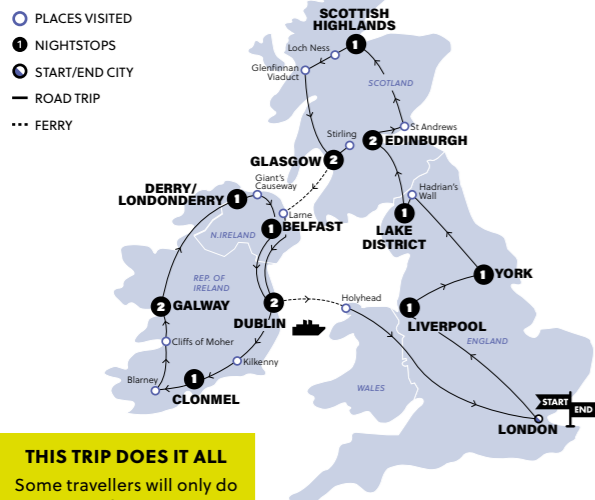 PLACES VISITED
1 NIGHTSTOPS
START/END CITY
ROAD TRIP
FERRY
SCOTTISH
HIGHLANDS
1
Loch Ness
Glenfinnan
Viaduct
SCOTLAND
St Andrews
Stirling
2 EDINBURGH
GLASGOW 2
Giant's
Causeway
DERRY/
LONDONDERRY
1
Larne
1 BELFAST
N.IRELAND
Hadrian's
Wall
1
LAKE
DISTRICT
REP. OF
IRELAND
1 YORK
2 GALWAY
2
DUBLIN
Holyhead
1
LIVERPOOL
ENGLAND
Cliffs of Moher
Kilkenny
Blarney
1
CLONMEL
WALES
START
END
LONDON
THIS TRIP DOES IT ALL
Some travellers will only do